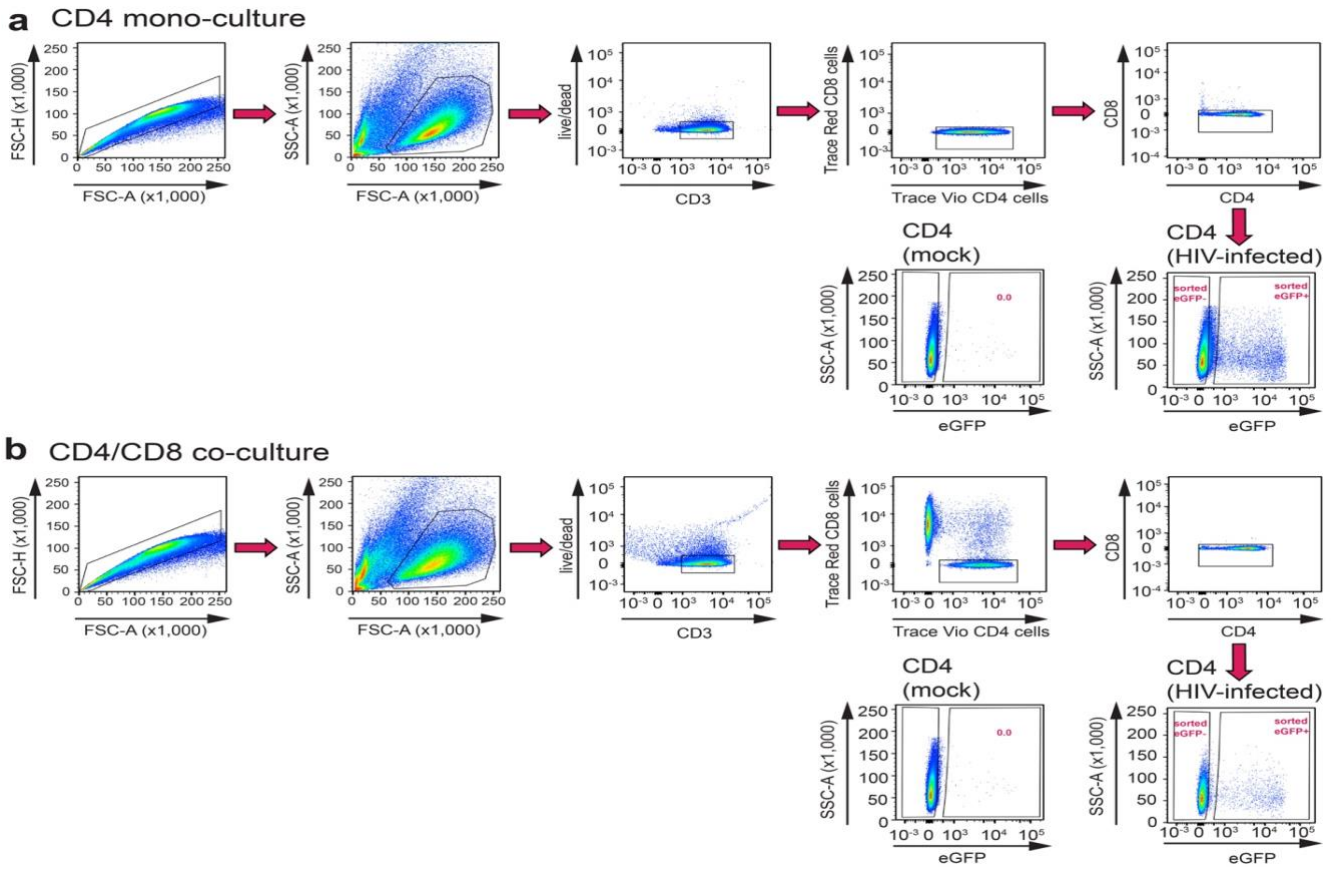 a CD4 mono-culture
FSC-H (x1,000)
250
200
150
100
50
0
0 50 100 150 200 250
FSC-A (x1,000)
SSC-A (x1,000)
250
200
150
100
50
0
0 50 100 150 200 250
FSC-A (x1,000)
live/dead
10⁵
10⁴
10³
0
10⁻³
10⁻³ 0 10³ 10⁴ 10⁵
CD3
Trace Red CD8 cells
10⁵
10⁴
10³
0
10⁻³
10⁻³ 0 10³ 10⁴ 10⁵
Trace Vio CD4 cells
CD8
10⁵
10⁴
10³
0
10⁻³
10⁻⁴
10⁻³ 0 10³ 10⁴ 10⁵
CD4
CD4
(mock)
SSC-A (x1,000)
250
200
150
100
50
0
0.0
10⁻³ 0 10³ 10⁴ 10⁵
eGFP
CD4
(HIV-infected)
SSC-A (x1,000)
250
200
150
100
50
0
sorted
eGFP-
sorted
eGFP+
10⁻³ 0 10³ 10⁴ 10⁵
eGFP
b CD4/CD8 co-culture
FSC-H (x1,000)
250
200
150
100
50
0
0 50 100 150 200 250
FSC-A (x1,000)
SSC-A (x1,000)
250
200
150
100
50
0
0 50 100 150 200 250
FSC-A (x1,000)
live/dead
10⁵
10⁴
10³
0
10⁻³
10⁻³ 0 10³ 10⁴ 10⁵
CD3
Trace Red CD8 cells
10⁵
10⁴
10³
0
10⁻³
10⁻³ 0 10³ 10⁴ 10⁵
Trace Vio CD4 cells
CD8
10⁵
10⁴
10³
0
10⁻³
10⁻⁴
10⁻³ 0 10³ 10⁴ 10⁵
CD4
CD4
(mock)
SSC-A (x1,000)
250
200
150
100
50
0
0.0
10⁻³ 0 10³ 10⁴ 10⁵
eGFP
CD4
(HIV-infected)
SSC-A (x1,000)
250
200
150
100
50
0
sorted
eGFP-
sorted
eGFP+
10⁻³ 0 10³ 10⁴ 10⁵
eGFP